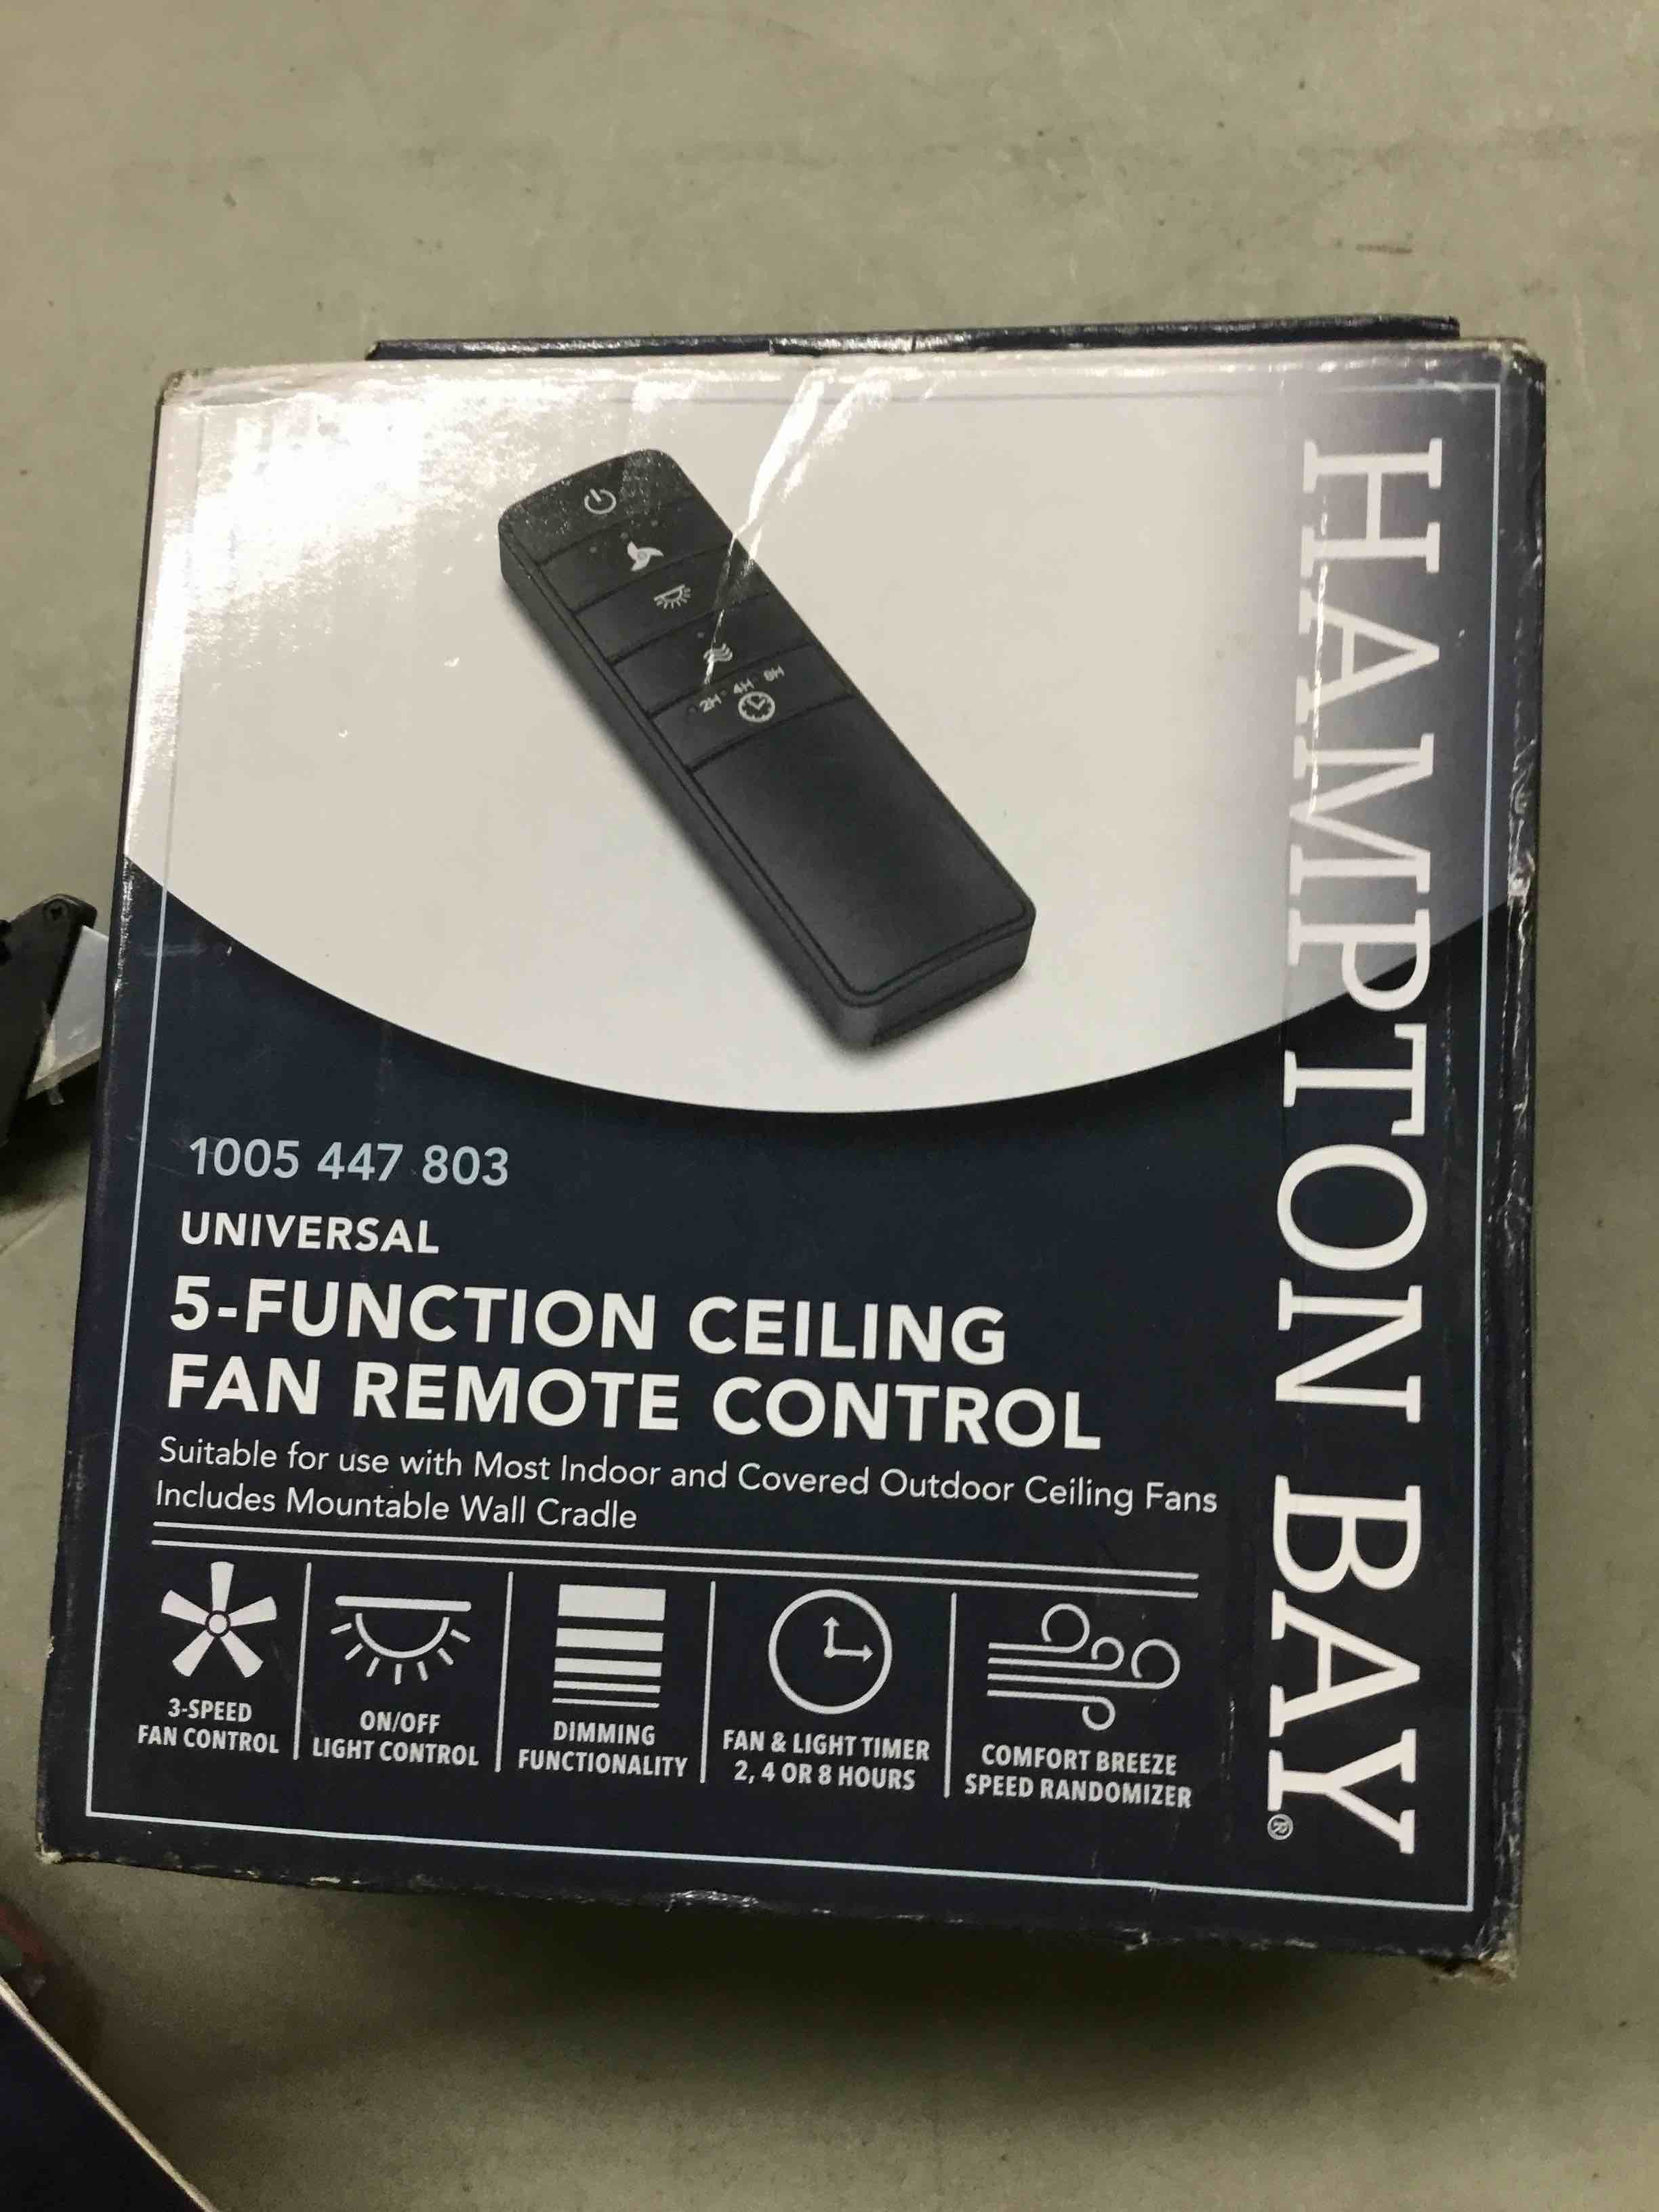 2H 4H 8H
HAMPTON BAY®
1005 447 803
UNIVERSAL
5-FUNCTION CEILING
FAN REMOTE CONTROL
Suitable for use with Most Indoor and Covered Outdoor Ceiling Fans
Includes Mountable Wall Cradle
3-SPEED
FAN CONTROL
ON/OFF
LIGHT CONTROL
DIMMING
FUNCTIONALITY
FAN & LIGHT TIMER
2, 4 OR 8 HOURS
COMFORT BREEZE
SPEED RANDOMIZER